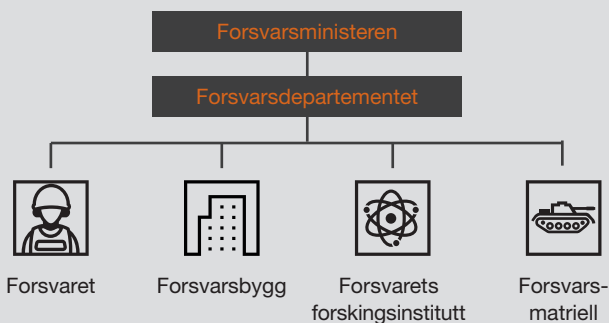 Forsvarsministeren
Forsvarsdepartementet
Forsvaret
Forsvarsbygg
Forsvarets
forskingsinstitutt
Forsvars-
matriell